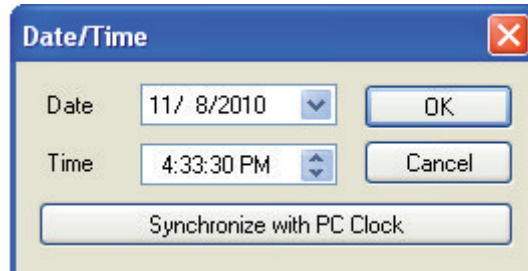 Date/Time
Date 11/ 8/2010 OK
Time 4:33:30 PM Cancel
Synchronize with PC Clock